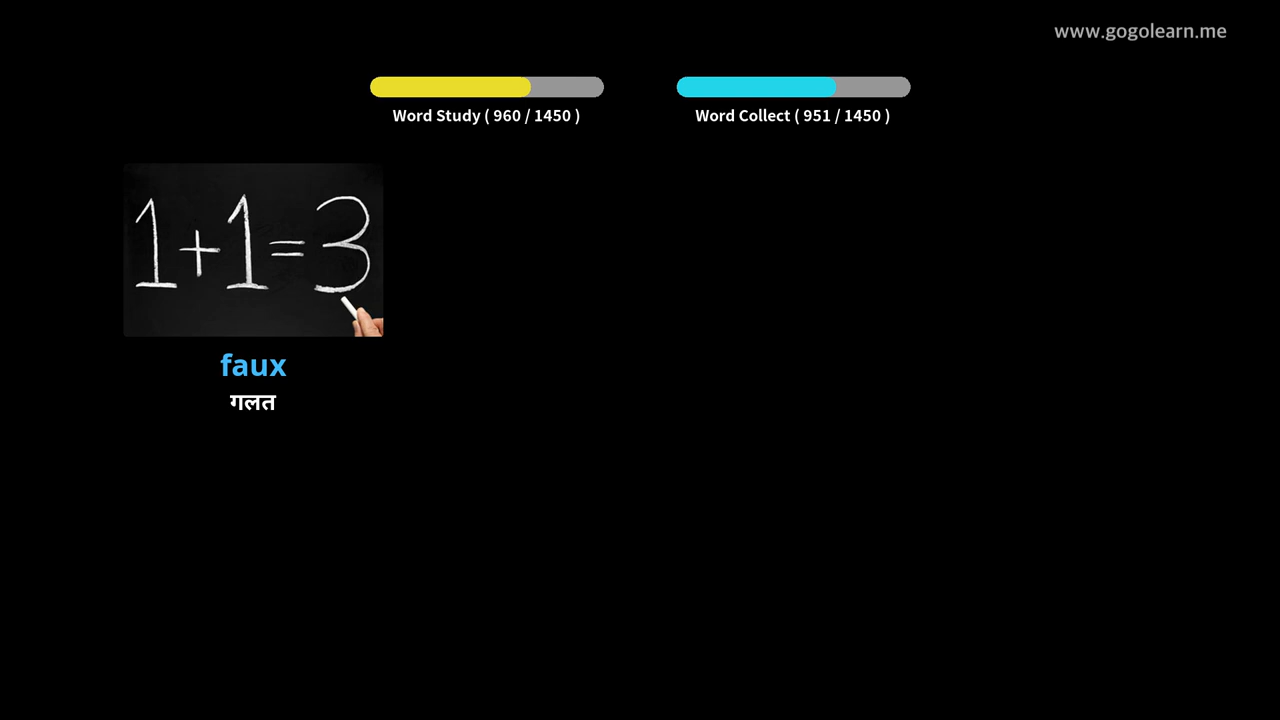 www.gogolearn.me
Word Study ( 960 / 1450 )
Word Collect ( 951 / 1450 )
1+1=3
faux
गलत